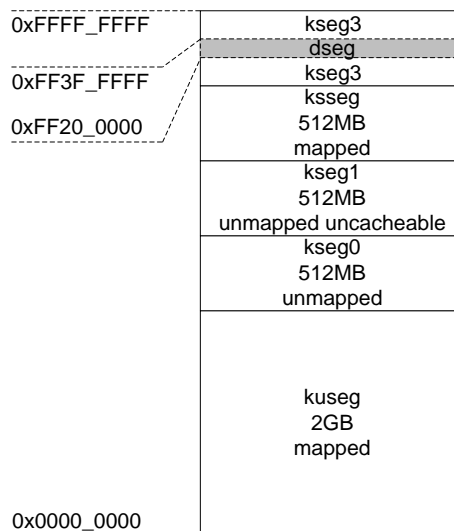 0xFFFF_FFFF
kseg3
dseg
0xFF3F_FFFF
kseg3
0xFF20_0000
ksseg
512MB
mapped
kseg1
512MB
unmapped uncacheable
kseg0
512MB
unmapped
kuseg
2GB
mapped
0x0000_0000